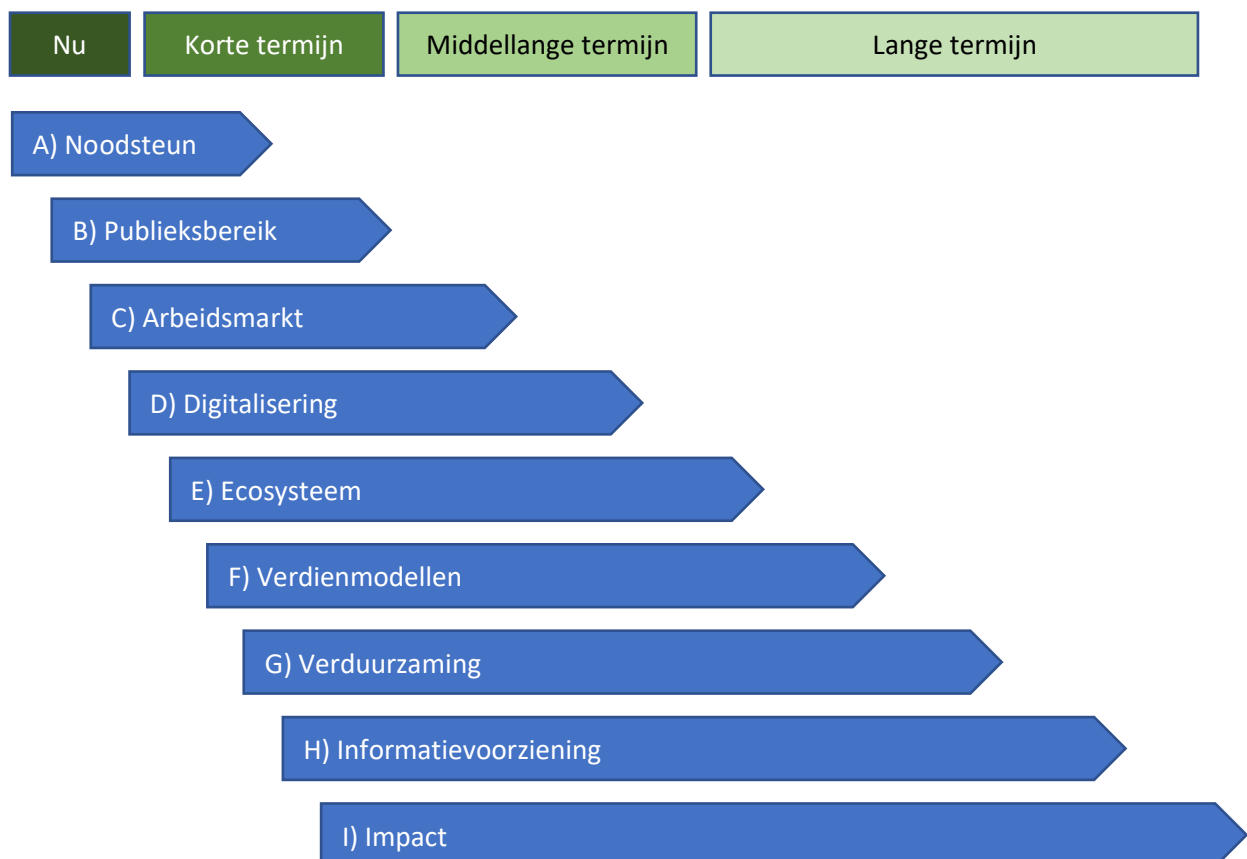 Nu
Korte termijn
Middellange termijn
Lange termijn
A) Noodsteun
B) Publieksbereik
C) Arbeidsmarkt
D) Digitalisering
E) Ecosysteem
F) Verdienmodellen
G) Verduurzaming
H) Informatievoorziening
I) Impact